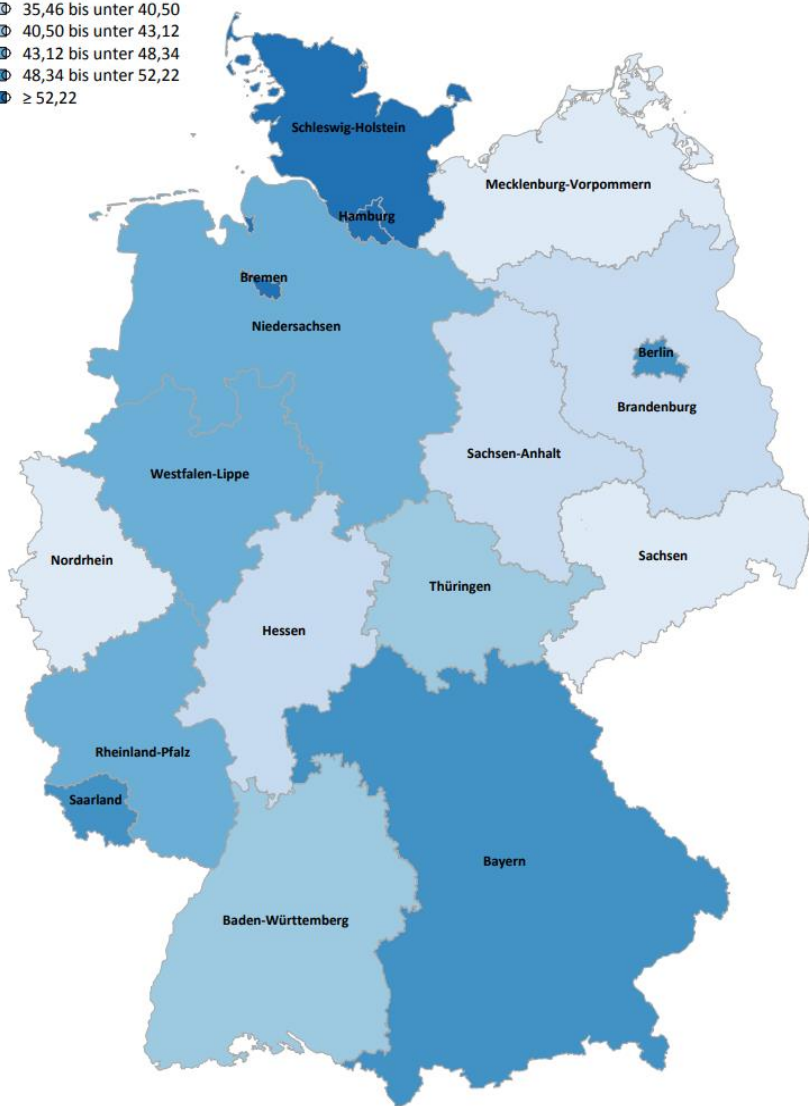 35,46 bis unter 40,50
40,50 bis unter 43,12
43,12 bis unter 48,34
48,34 bis unter 52,22
≥ 52,22
Schleswig-Holstein
Mecklenburg-Vorpommern
Hamburg
Bremen
Niedersachsen
Berlin
Brandenburg
Sachsen-Anhalt
Westfalen-Lippe
Sachsen
Nordrhein
Thüringen
Hessen
Rheinland-Pfalz
Saarland
Bayern
Baden-Württemberg